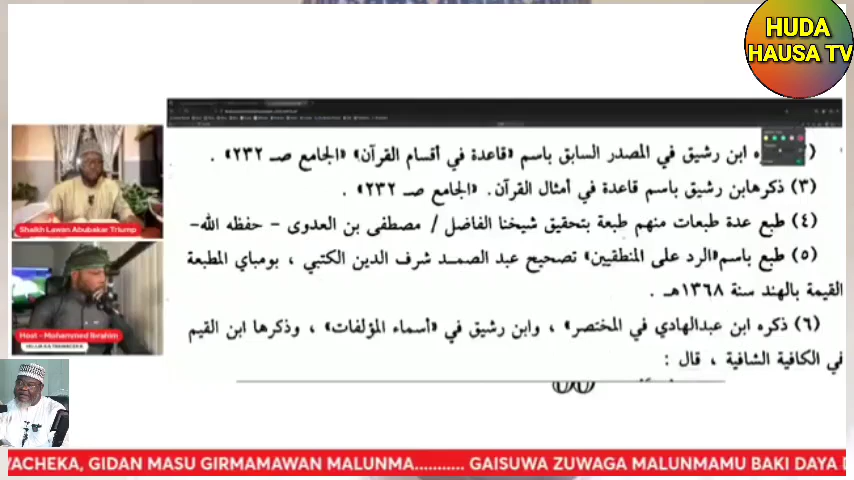 HUDA
HAUSA TV
ابن رشيق في المصدر السابق باسم «قاعدة في أقسام القرآن» «الجامع صـ ٢٣٢» .
(٣) ذكرها بن رشيق باسم قاعدة في أمثال القرآن. «الجامع صـ ٢٣٢» .
(٤) طبع عدة طبعات منهم طبعة بتحقيق شيخنا الفاضل / مصطفى بن العدوى - حفظه الله-
(٥) طبع باسم«الرد على المنطقيين» تصحيح عبد الصمـد شرف الدين الكتبي ، بومباي المطبعة
القيمة بالهند سنة ١٣٦٨هـ .
(٦) ذكره ابن عبدالهادي في المختصر» ، وابن رشيق في «أسماء المؤلفات» ، وذكرها ابن القيم
في الكافية الشافية ، قال :
Shaikh Lawan Abubakar Triump
Host - Mohammed Ibrahim
VACHEKA, GIDAN MASU GIRMAMAWAN MALUNMA........... GAISUWA ZUWAGA MALUNMAMU BAKI DAYA